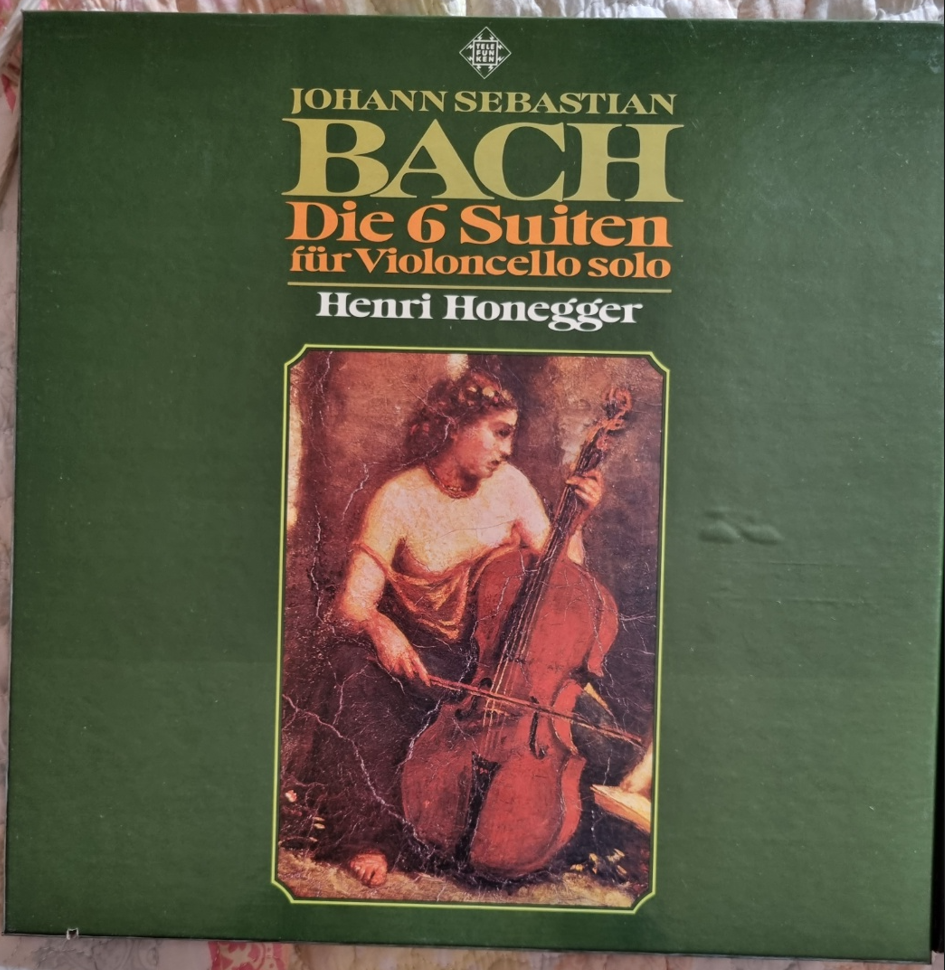 TELE
FUN
KEN
JOHANN SEBASTIAN
BACH
Die 6 Suiten
für Violoncello solo
Henri Honegger